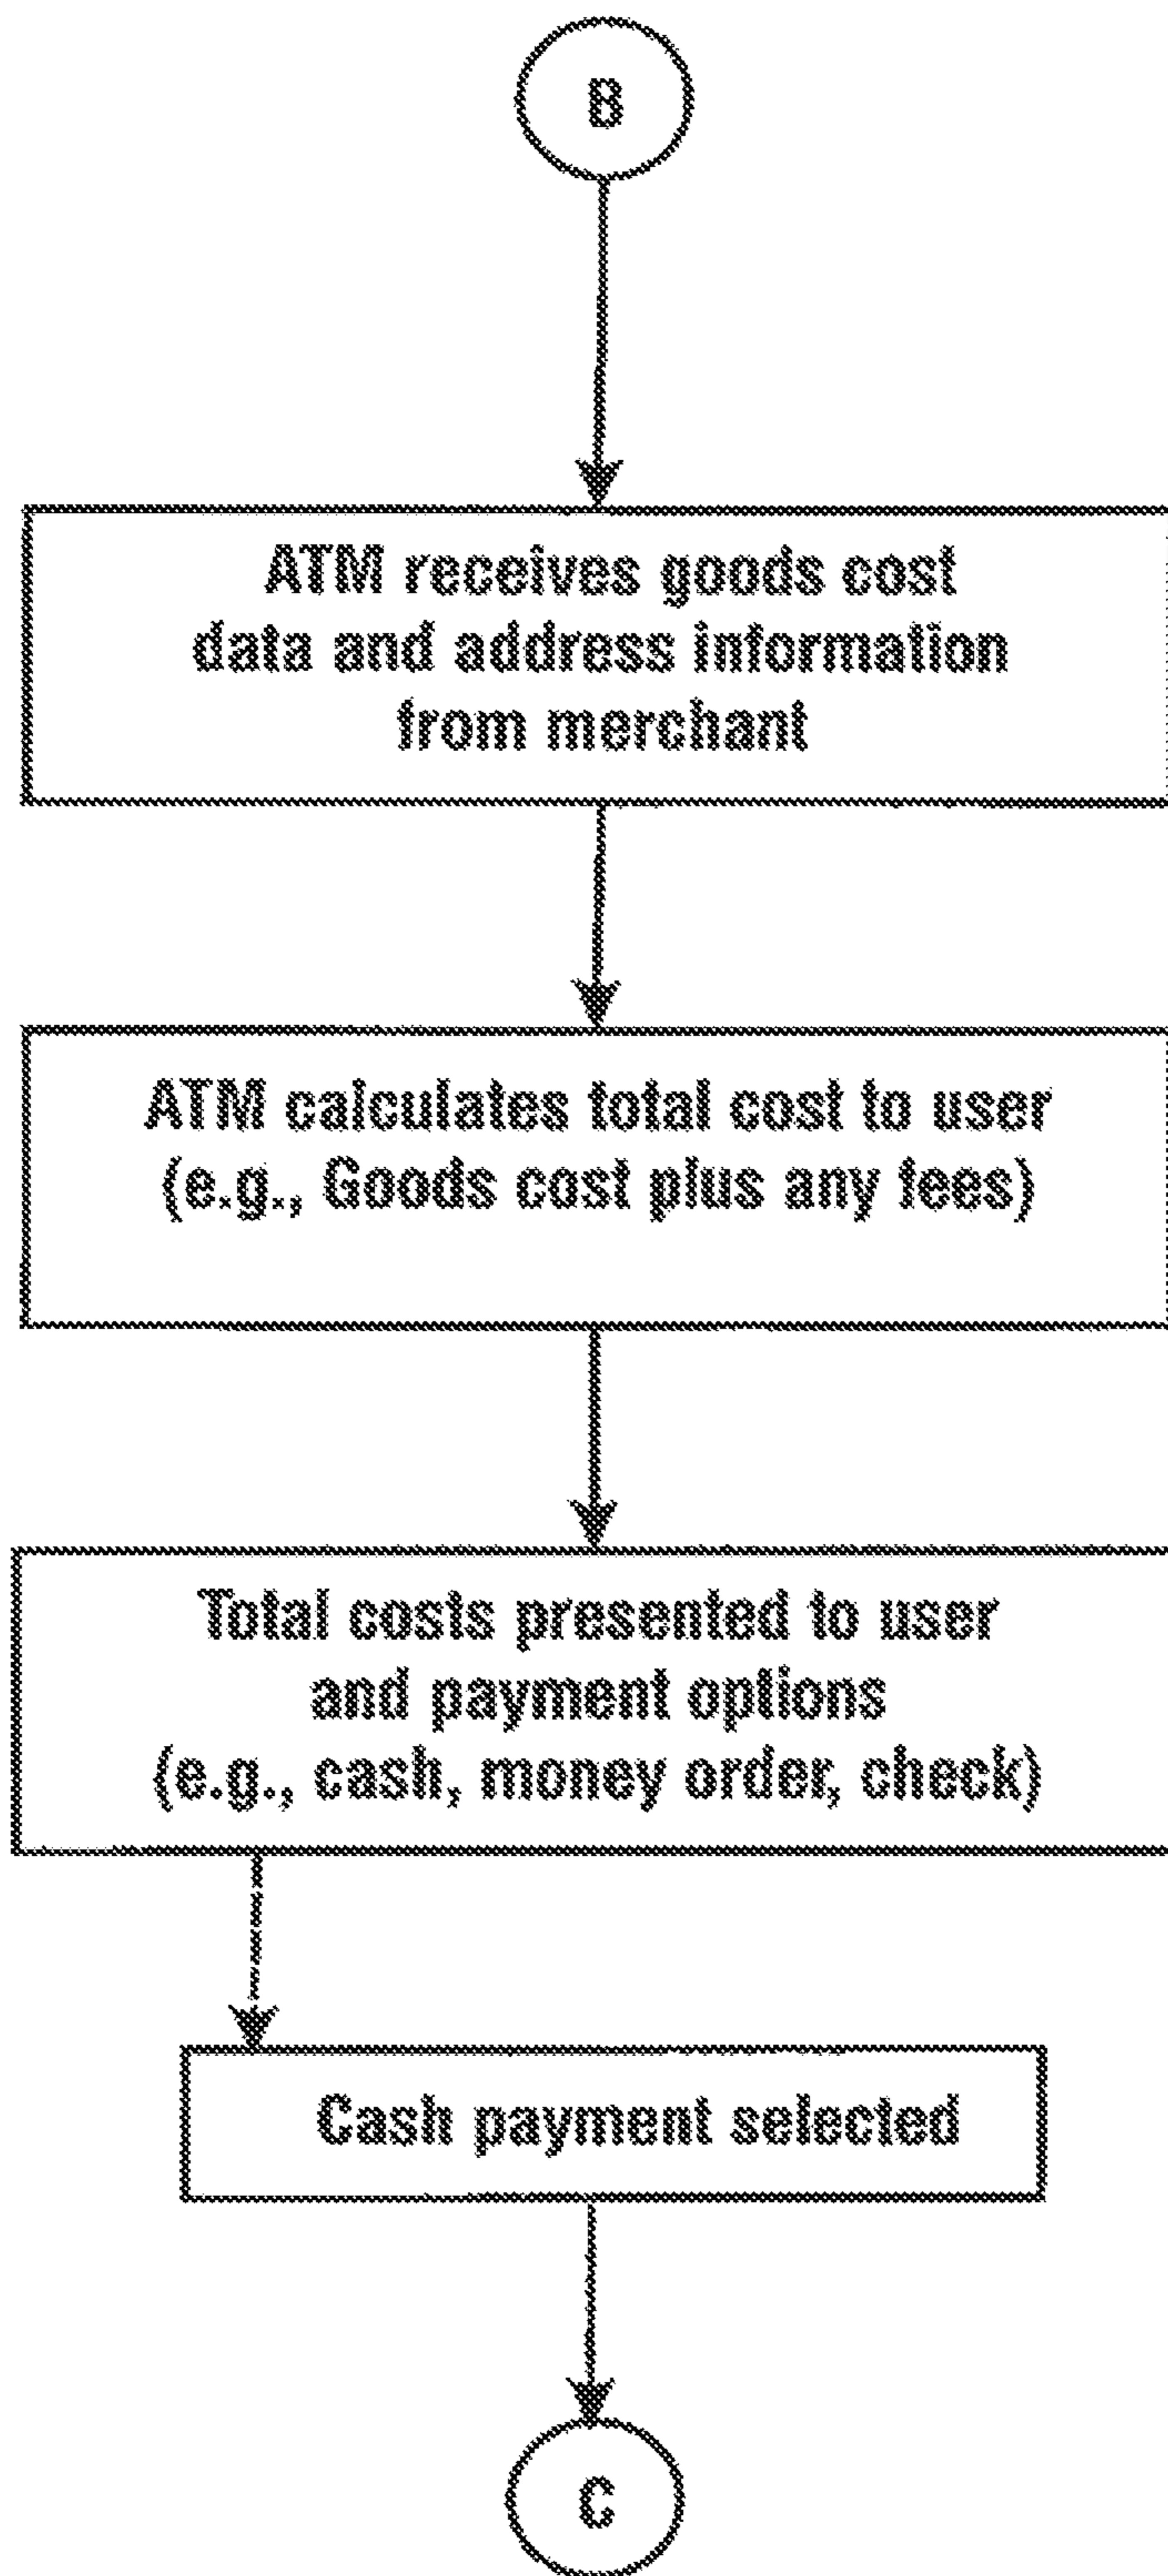 B
ATM receives goods cost
data and address information
from merchant
ATM calculates total cost to user
(e.g., Goods cost plus any fees)
Total costs presented to user
and payment options
(e.g., cash, money order, check)
Cash payment selected
C